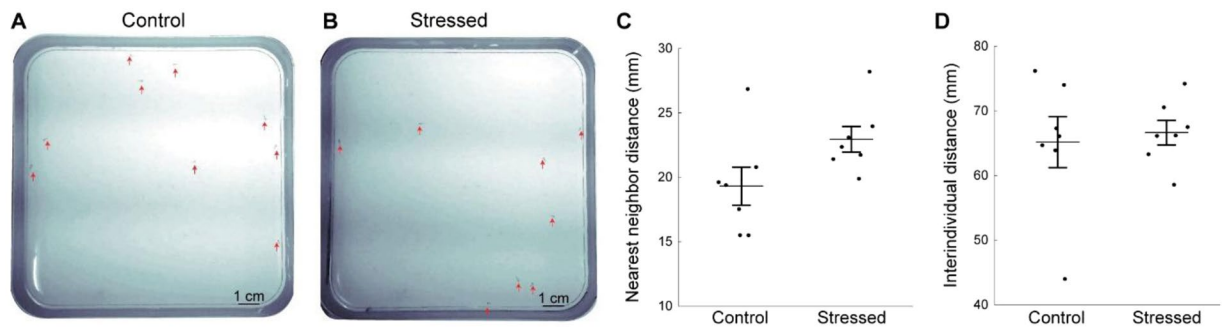 A Control B Stressed C D
1 cm 1 cm
Nearest neighbor distance (mm)
30
25
20
15
10
Control Stressed
Interindividual distance (mm)
80
70
60
50
40
Control Stressed